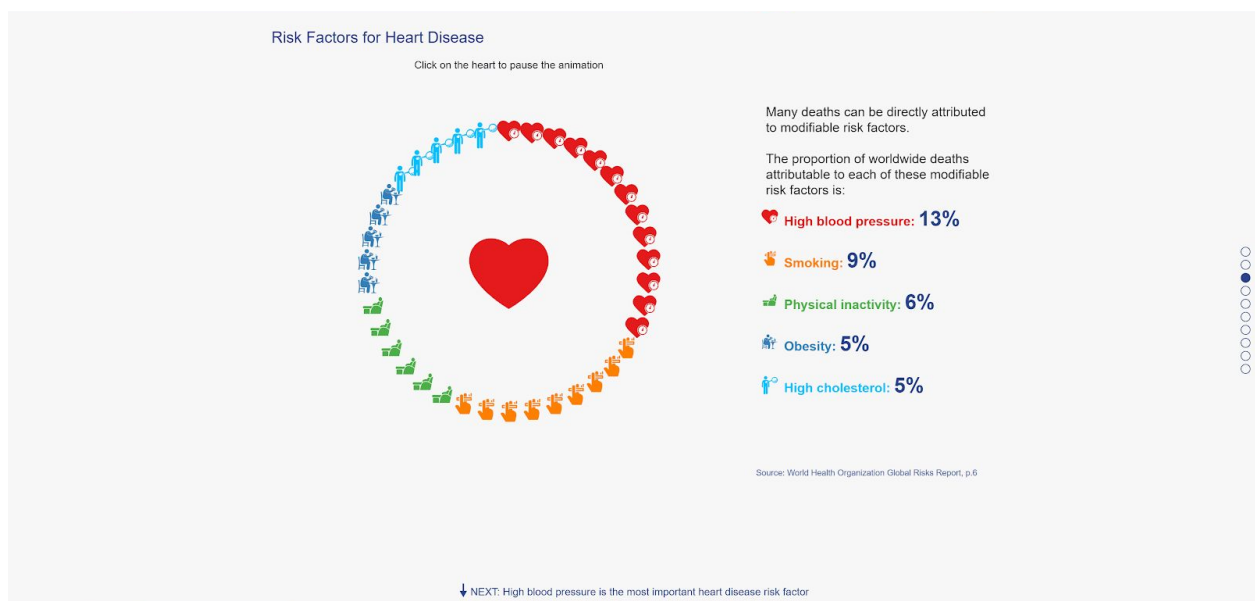 Risk Factors for Heart Disease
Click on the heart to pause the animation
Many deaths can be directly attributed
to modifiable risk factors.
The proportion of worldwide deaths
attributable to each of these modifiable
risk factors is:
High blood pressure: 13%
Smoking: 9%
Physical inactivity: 6%
Obesity: 5%
High cholesterol: 5%
Source: World Health Organization Global Risks Report, p.6
NEXT: High blood pressure is the most important heart disease risk factor